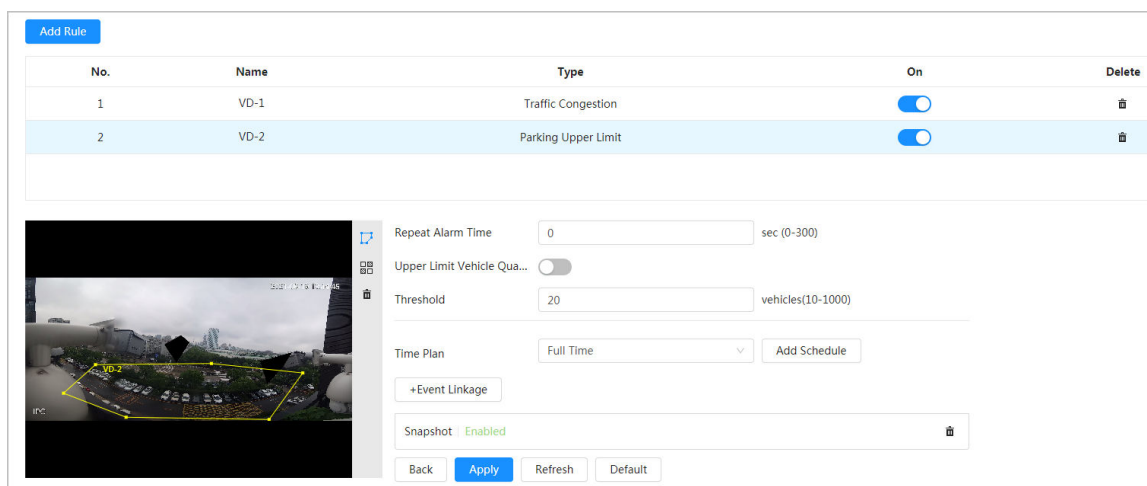 Add Rule
No. Name Type On Delete
1 VD-1 Traffic Congestion
2 VD-2 Parking Upper Limit
Repeat Alarm Time 0 sec (0-300)
Upper Limit Vehicle Qua...
Threshold 20 vehicles(10-1000)
Time Plan Full Time Add Schedule
+Event Linkage
Snapshot Enabled
Back Apply Refresh Default
VD-2
IPC